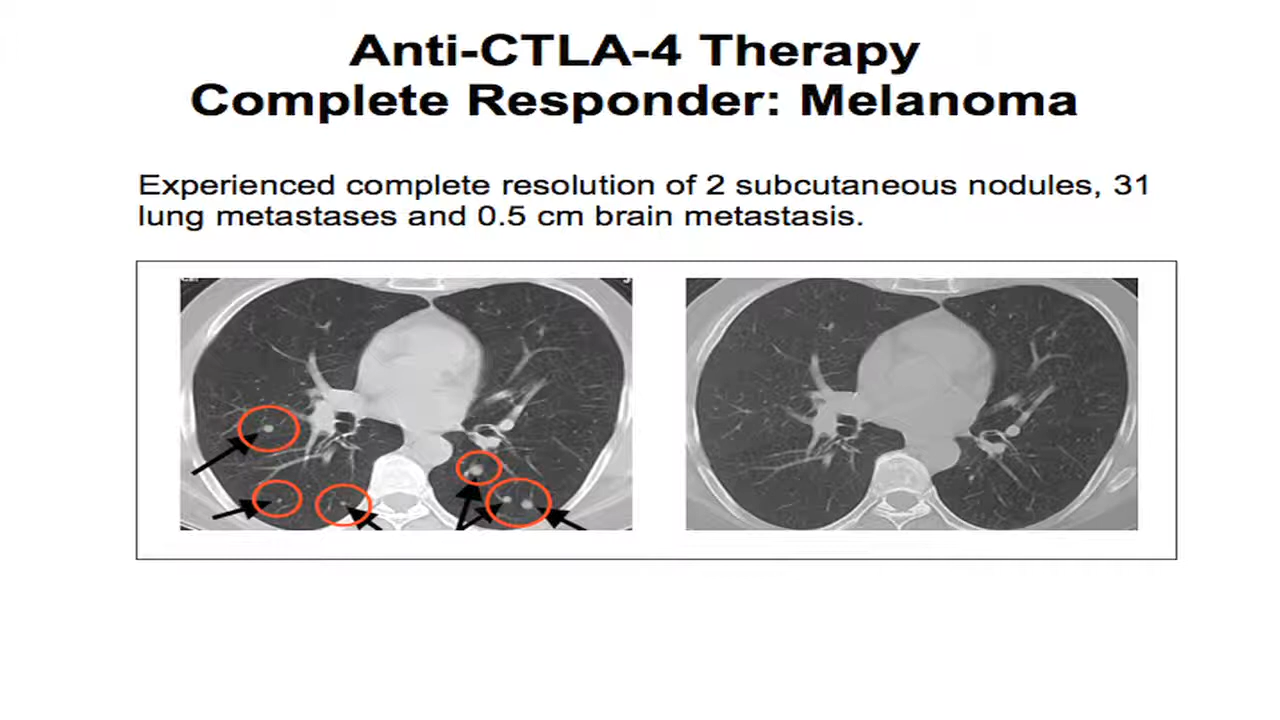 Anti-CTLA-4 Therapy
Complete Responder: Melanoma
Experienced complete resolution of 2 subcutaneous nodules, 31
lung metastases and 0.5 cm brain metastasis.